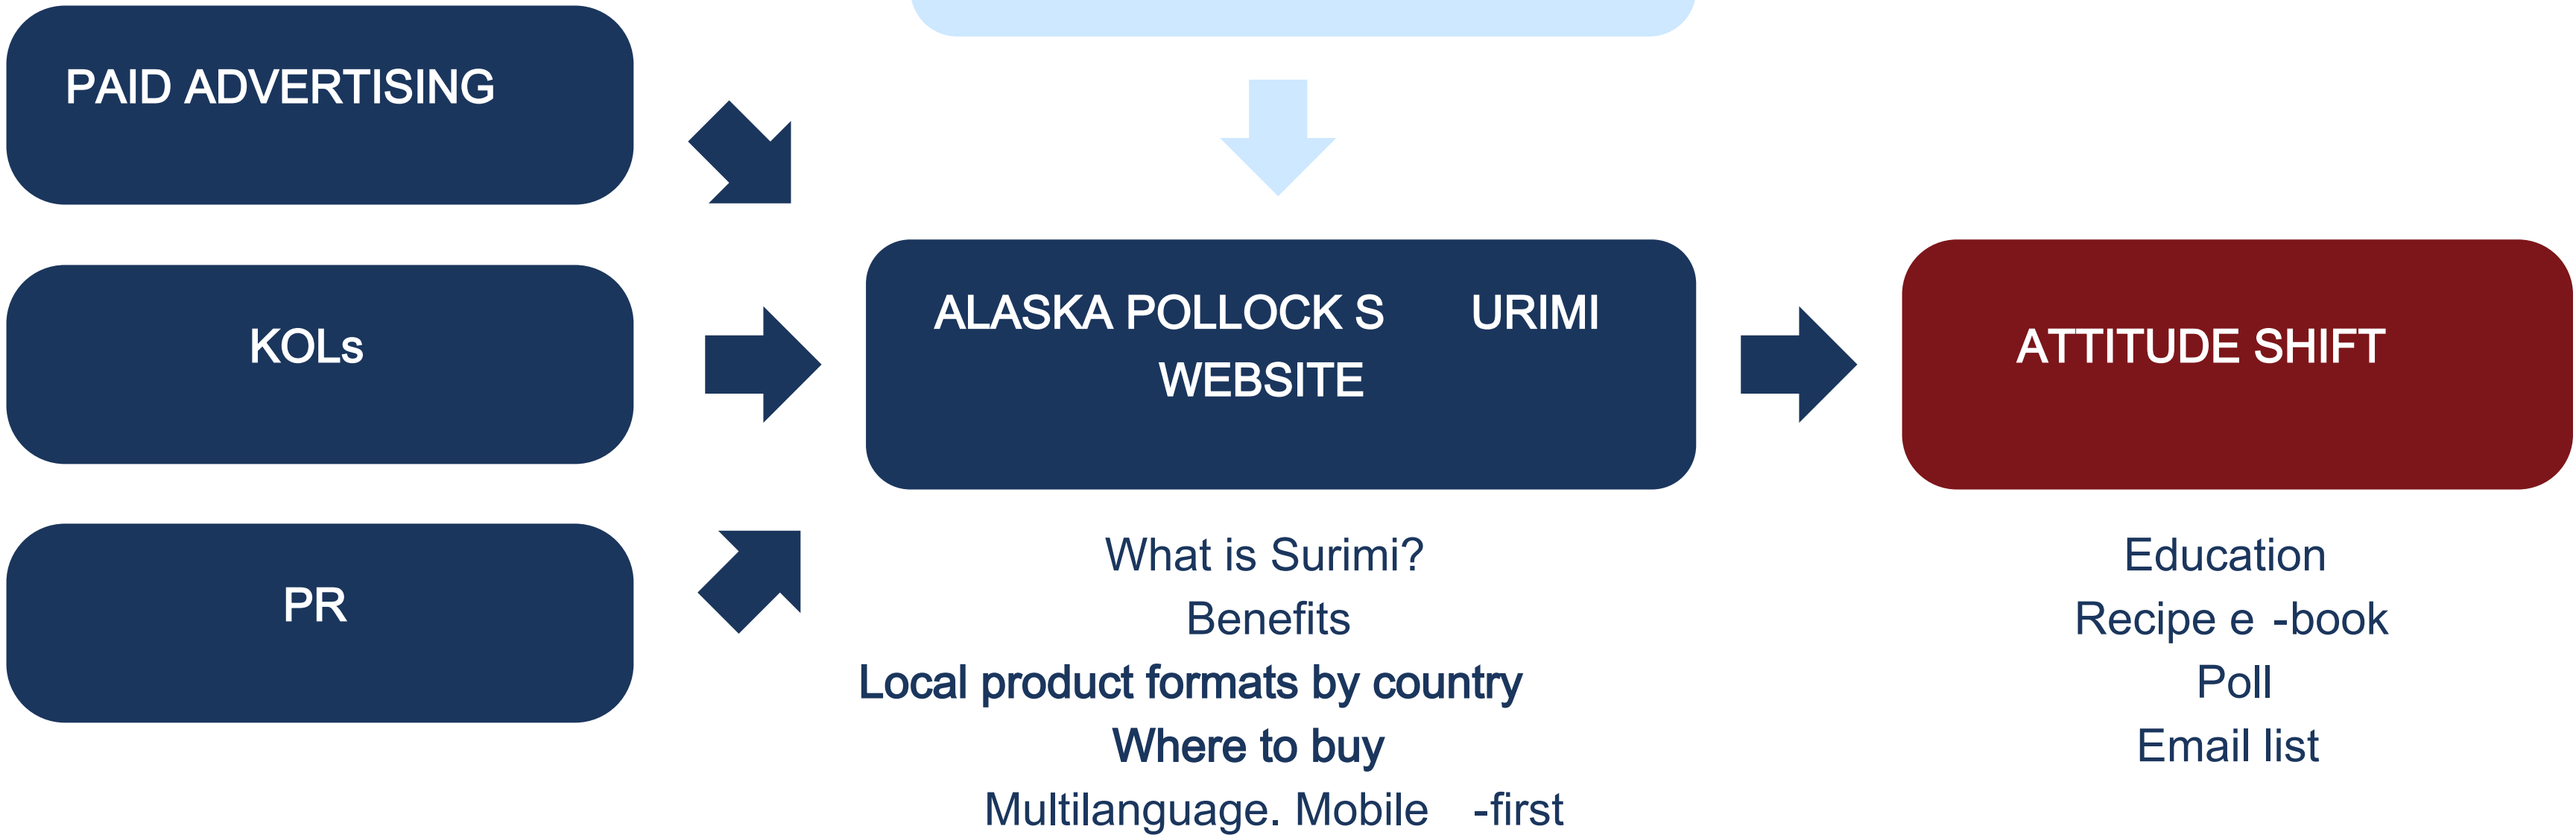 PAID ADVERTISING
KOLs
PR
ALASKA POLLOCK S URIMI
WEBSITE
What is Surimi?
Benefits
Local product formats by country
Where to buy
Multilanguage. Mobile -first
ATTITUDE SHIFT
Education
Recipe e -book
Poll
Email list